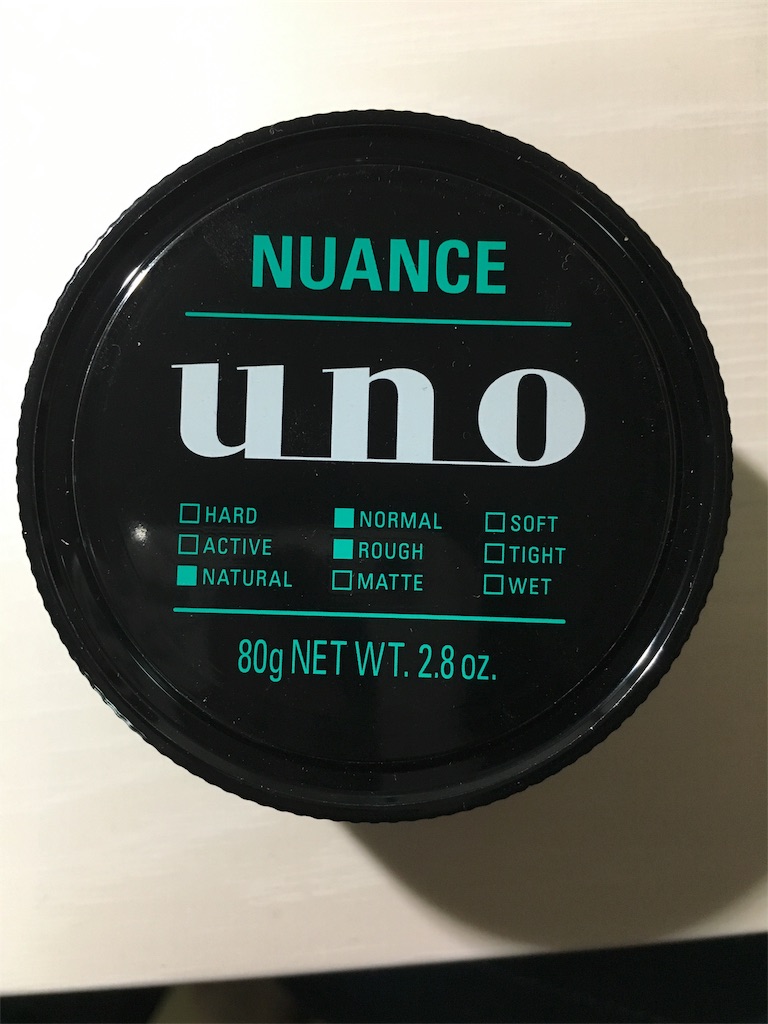 NUANCE
uno
☐HARD ■NORMAL ☐SOFT
☐ACTIVE ■ROUGH ☐TIGHT
■NATURAL ☐MATTE ☐WET
80g NET WT. 2.8 oz.